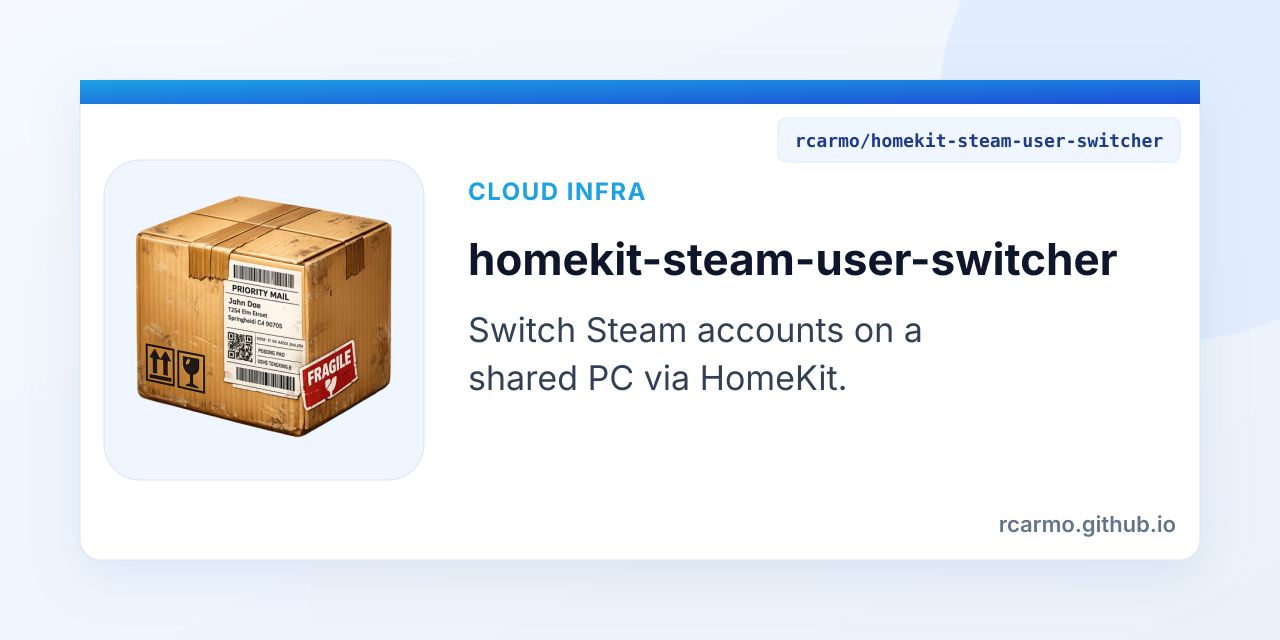 rcarmo/homekit-steam-user-switcher
CLOUD INFRA
homekit-steam-user-switcher
Switch Steam accounts on a
shared PC via HomeKit.
PRIORITY MAIL
John Doe
Springheidi CA 90705
FRAGILE
rcarmo.github.io